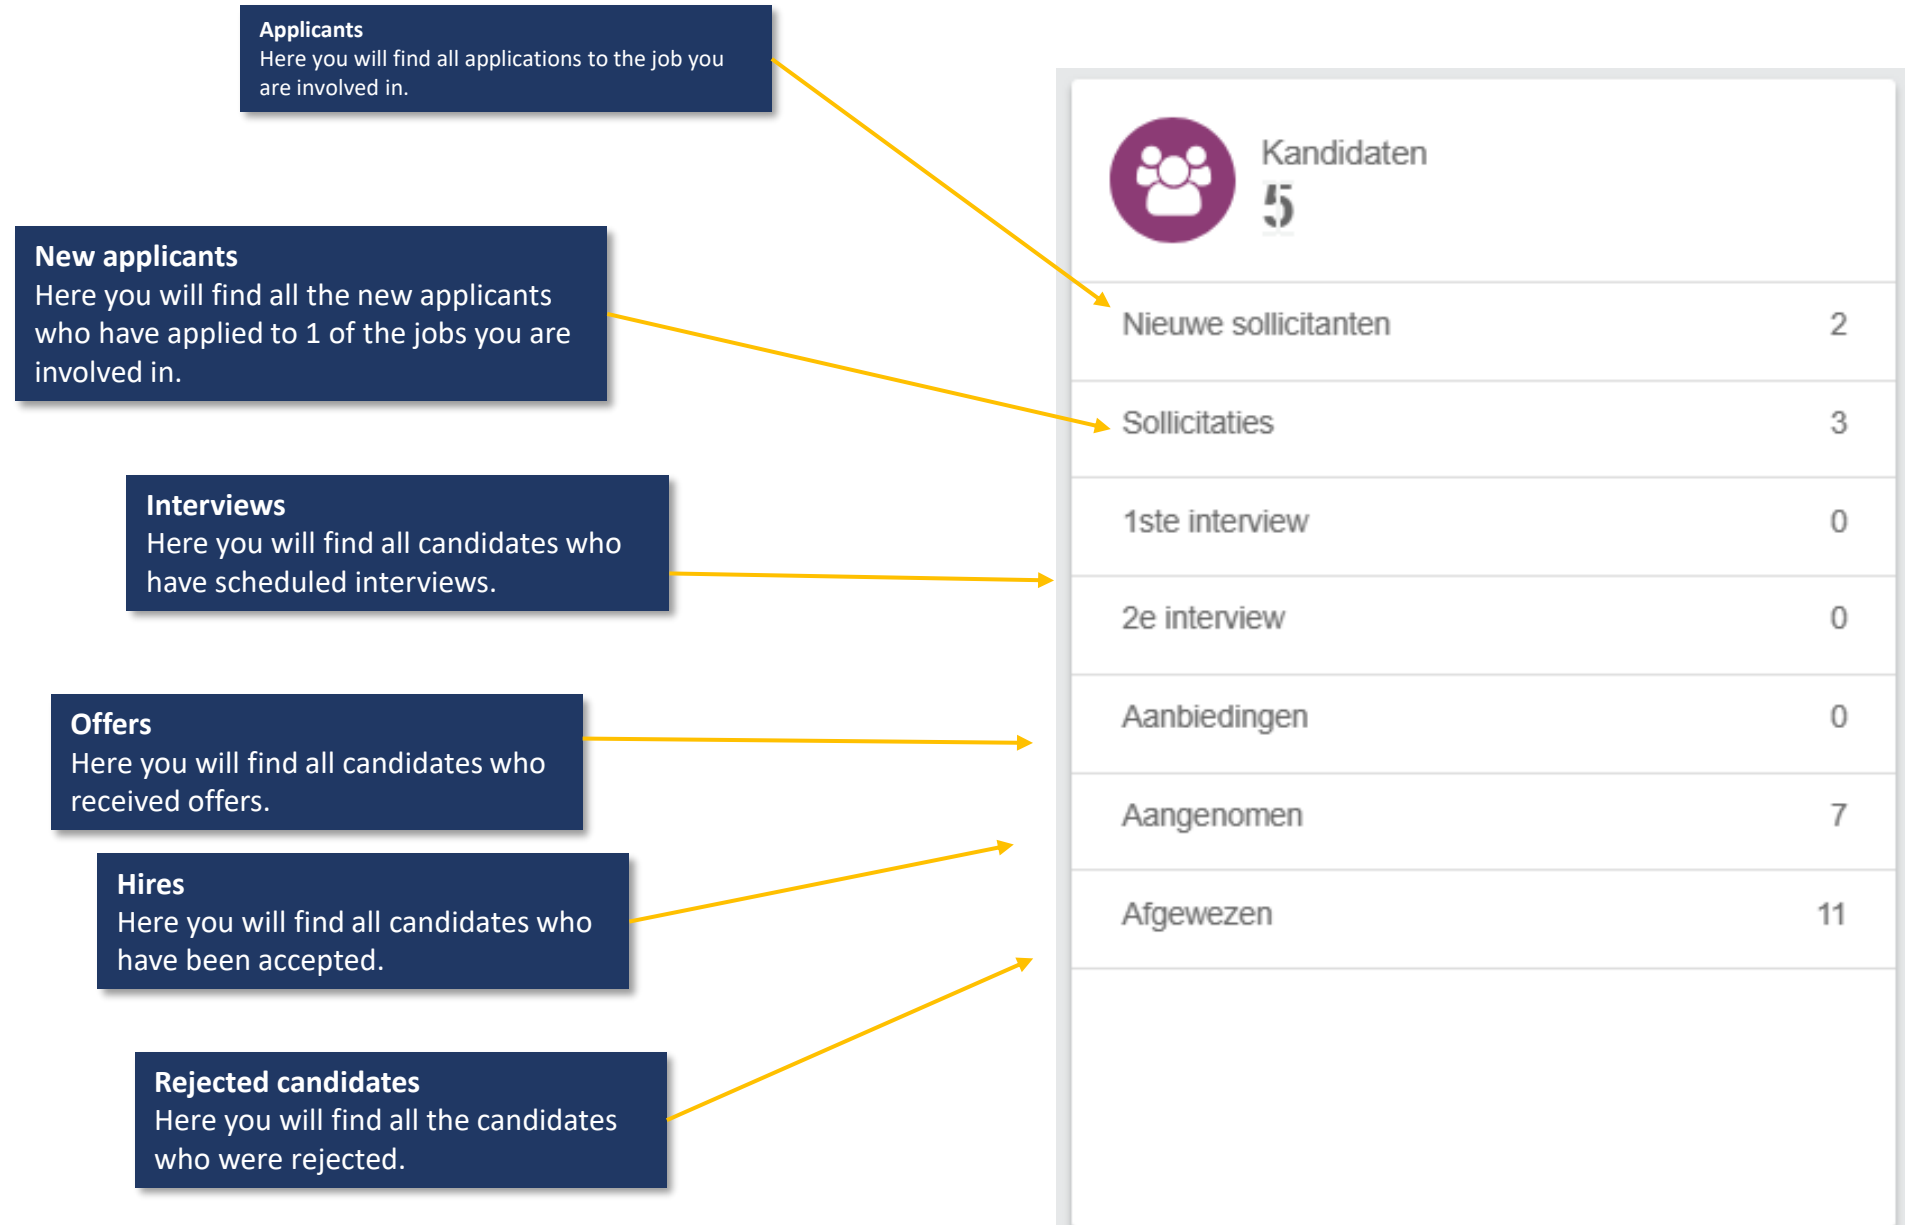 Applicants
Here you will find all applications to the job you
are involved in.
New applicants
Here you will find all the new applicants
who have applied to 1 of the jobs you are
involved in.
Interviews
Here you will find all candidates who
have scheduled interviews.
Offers
Here you will find all candidates who
received offers.
Hires
Here you will find all candidates who
have been accepted.
Rejected candidates
Here you will find all the candidates
who were rejected.
Kandidaten
5
Nieuwe sollicitanten 2
Sollicitaties 3
1ste interview 0
2e interview 0
Aanbiedingen 0
Aangenomen 7
Afgewezen 11